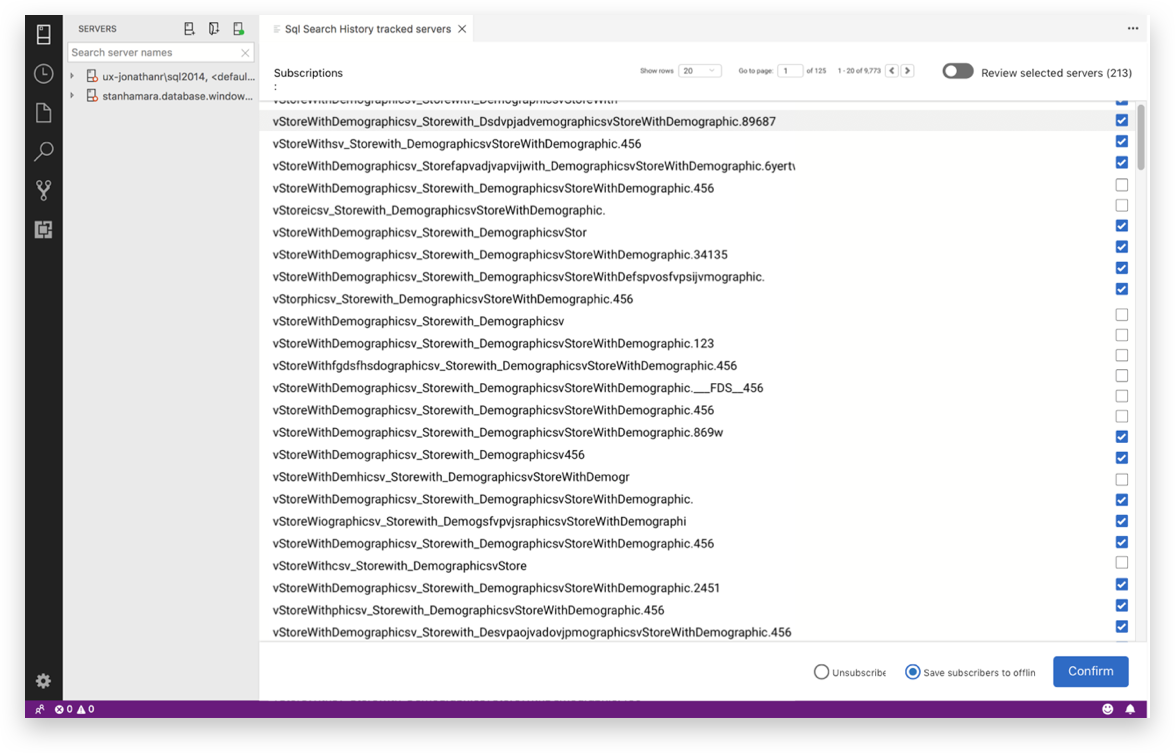 SERVERS
Sql Search History tracked servers
Search server names
ux-jonathanr\sql2014, <defaul...
stanhamara.database.window...
Subscriptions
:
Show rows 20
Go to page: 1 of 125
1 - 20 of 9,773
Review selected servers (213)
vStoreWithDemographicsv_Storewith_DemographicsvStoreWith
vStoreWithDemographicsv_Storewith_DsdvpjadvemographicsvStoreWithDemographic.89687
vStoreWithsv_Storewith_DemographicsvStoreWithDemographic.456
vStoreWithDemographicsv_Storefapvadjvapvijwith_DemographicsvStoreWithDemographic.6yertv
vStoreWithDemographicsv_Storewith_DemographicsvStoreWithDemographic.456
vStoreicsv_Storewith_DemographicsvStoreWithDemographic.
vStoreWithDemographicsv_Storewith_DemographicsvStor
vStoreWithDemographicsv_Storewith_DemographicsvStoreWithDemographic.34135
vStoreWithDemographicsv_Storewith_DemographicsvStoreWithDefspvosfvpsijvmographic.
vStorphicsv_Storewith_DemographicsvStoreWithDemographic.456
vStoreWithDemographicsv_Storewith_Demographicsv
vStoreWithDemographicsv_Storewith_DemographicsvStoreWithDemographic.123
vStoreWithfgdsfhsdographicsv_Storewith_DemographicsvStoreWithDemographic.456
vStoreWithDemographicsv_Storewith_DemographicsvStoreWithDemographic.___FDS__456
vStoreWithDemographicsv_Storewith_DemographicsvStoreWithDemographic.456
vStoreWithDemographicsv_Storewith_DemographicsvStoreWithDemographic.869w
vStoreWithDemographicsv_Storewith_Demographicsv456
vStoreWithDemhicsv_Storewith_DemographicsvStoreWithDemogr
vStoreWithDemographicsv_Storewith_DemographicsvStoreWithDemographic.
vStoreWiographicsv_Storewith_DemogsfvpvjsraphicsvStoreWithDemographi
vStoreWithDemographicsv_Storewith_DemographicsvStoreWithDemographic.456
vStoreWithcsv_Storewith_DemographicsvStore
vStoreWithDemographicsv_Storewith_DemographicsvStoreWithDemographic.2451
vStoreWithphicsv_Storewith_DemographicsvStoreWithDemographic.456
vStoreWithDemographicsv_Storewith_DesvpaojvadovjpmographicsvStoreWithDemographic.456
Unsubscribe
Save subscribers to offlin
Confirm
0 0